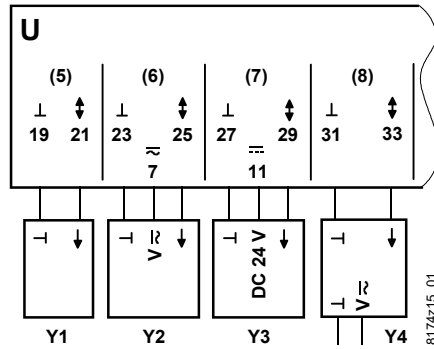 U
(5) (6) (7) (8)
⊥ ↕ ⊥ ↕ ⊥ ↕ ⊥ ↕
19 21 23 25 27 29 31 33
≂ ⎓
7 11
⊥ ↓ ⊥ V≂ ↓ ⊥ DC 24 V ↓ ⊥ ↓
⊥ V≂
Y1 Y2 Y3 Y4
8174z15_01